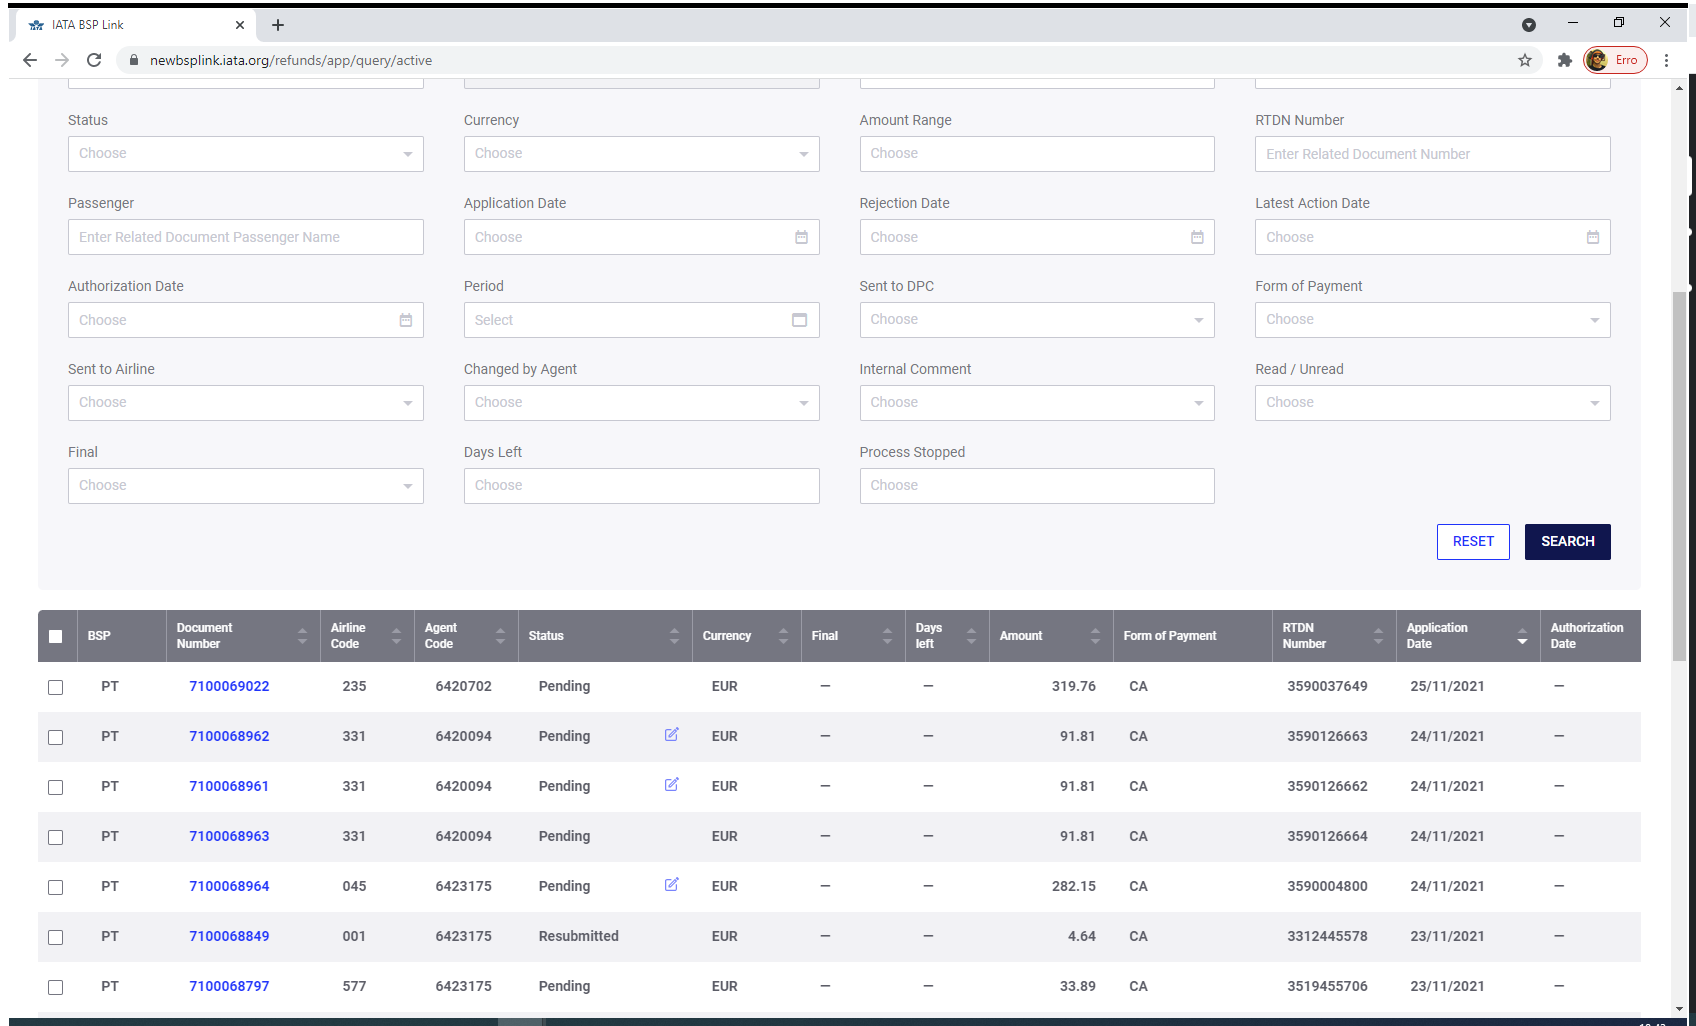 IATA BSP Link
newbsplink.iata.org/refunds/app/query/active
Erro
Status
Currency
Amount Range
RTDN Number
Choose
Choose
Choose
Enter Related Document Number
Passenger
Application Date
Rejection Date
Latest Action Date
Enter Related Document Passenger Name
Choose
Choose
Choose
Authorization Date
Period
Sent to DPC
Form of Payment
Choose
Select
Choose
Choose
Sent to Airline
Changed by Agent
Internal Comment
Read / Unread
Choose
Choose
Choose
Choose
Final
Days Left
Process Stopped
Choose
Choose
Choose
RESET
SEARCH
BSP
Document
Number
Airline
Code
Agent
Code
Status
Currency
Final
Days
left
Amount
Form of Payment
RTDN
Number
Application
Date
Authorization
Date
PT 7100069022 235 6420702 Pending EUR – – 319.76 CA 3590037649 25/11/2021 –
PT 7100068962 331 6420094 Pending EUR – – 91.81 CA 3590126663 24/11/2021 –
PT 7100068961 331 6420094 Pending EUR – – 91.81 CA 3590126662 24/11/2021 –
PT 7100068963 331 6420094 Pending EUR – – 91.81 CA 3590126664 24/11/2021 –
PT 7100068964 045 6423175 Pending EUR – – 282.15 CA 3590004800 24/11/2021 –
PT 7100068849 001 6423175 Resubmitted EUR – – 4.64 CA 3312445578 23/11/2021 –
PT 7100068797 577 6423175 Pending EUR – – 33.89 CA 3519455706 23/11/2021 –